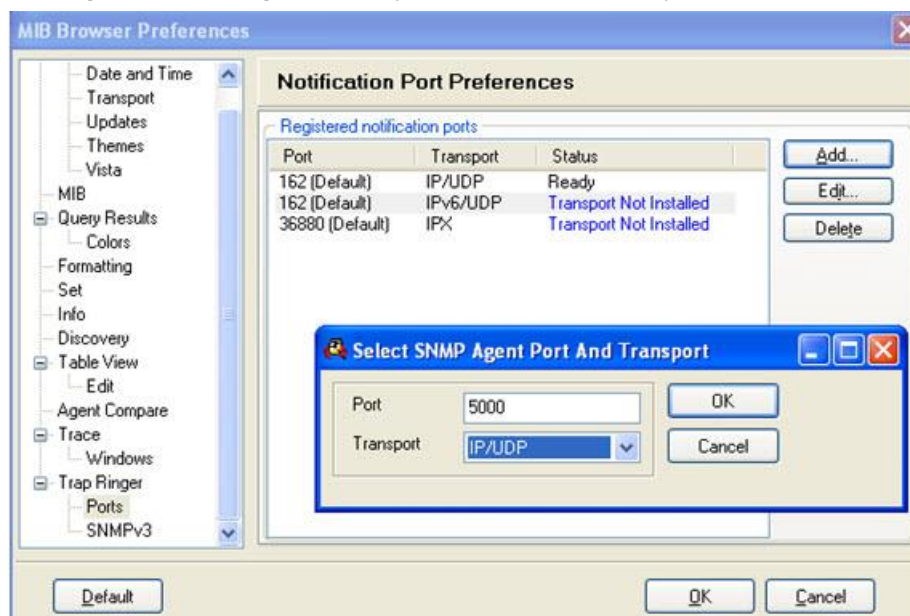 MIB Browser Preferences
Date and Time
Transport
Updates
Themes
Vista
MIB
Query Results
Colors
Formatting
Set
Info
Discovery
Table View
Edit
Agent Compare
Trace
Windows
Trap Ringer
Ports
SNMPv3
Notification Port Preferences
Registered notification ports
Port Transport Status
162 (Default) IP/UDP Ready
162 (Default) IPv6/UDP Transport Not Installed
36880 (Default) IPX Transport Not Installed
Add...
Edit...
Delete
Select SNMP Agent Port And Transport
Port 5000
Transport IP/UDP
OK
Cancel
Default
OK
Cancel